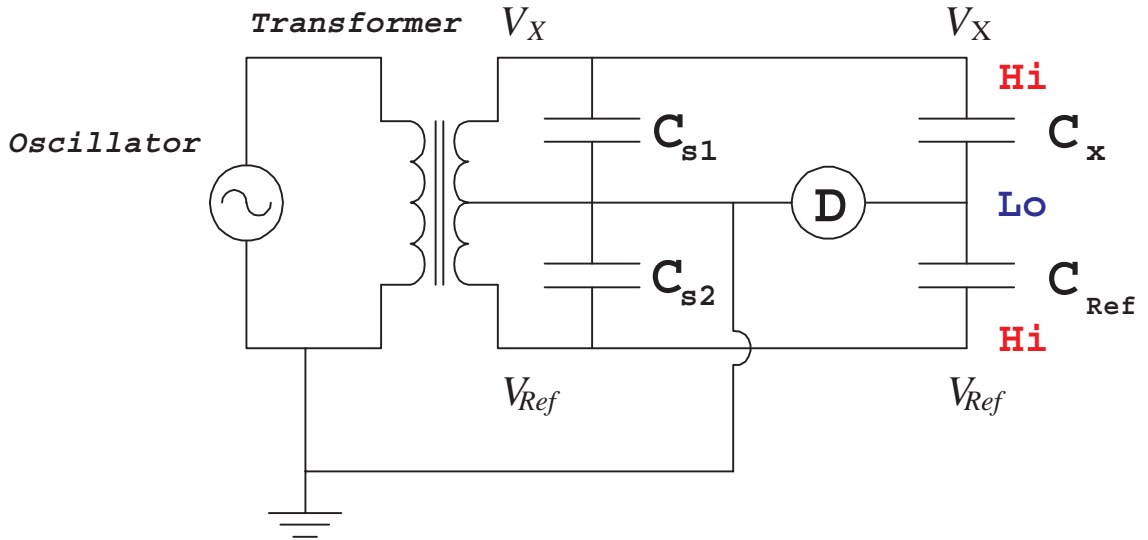 Transformer
V_X
V_X
Hi
Oscillator
C_s1
C_x
D
Lo
C_s2
C_Ref
Hi
V_Ref
V_Ref